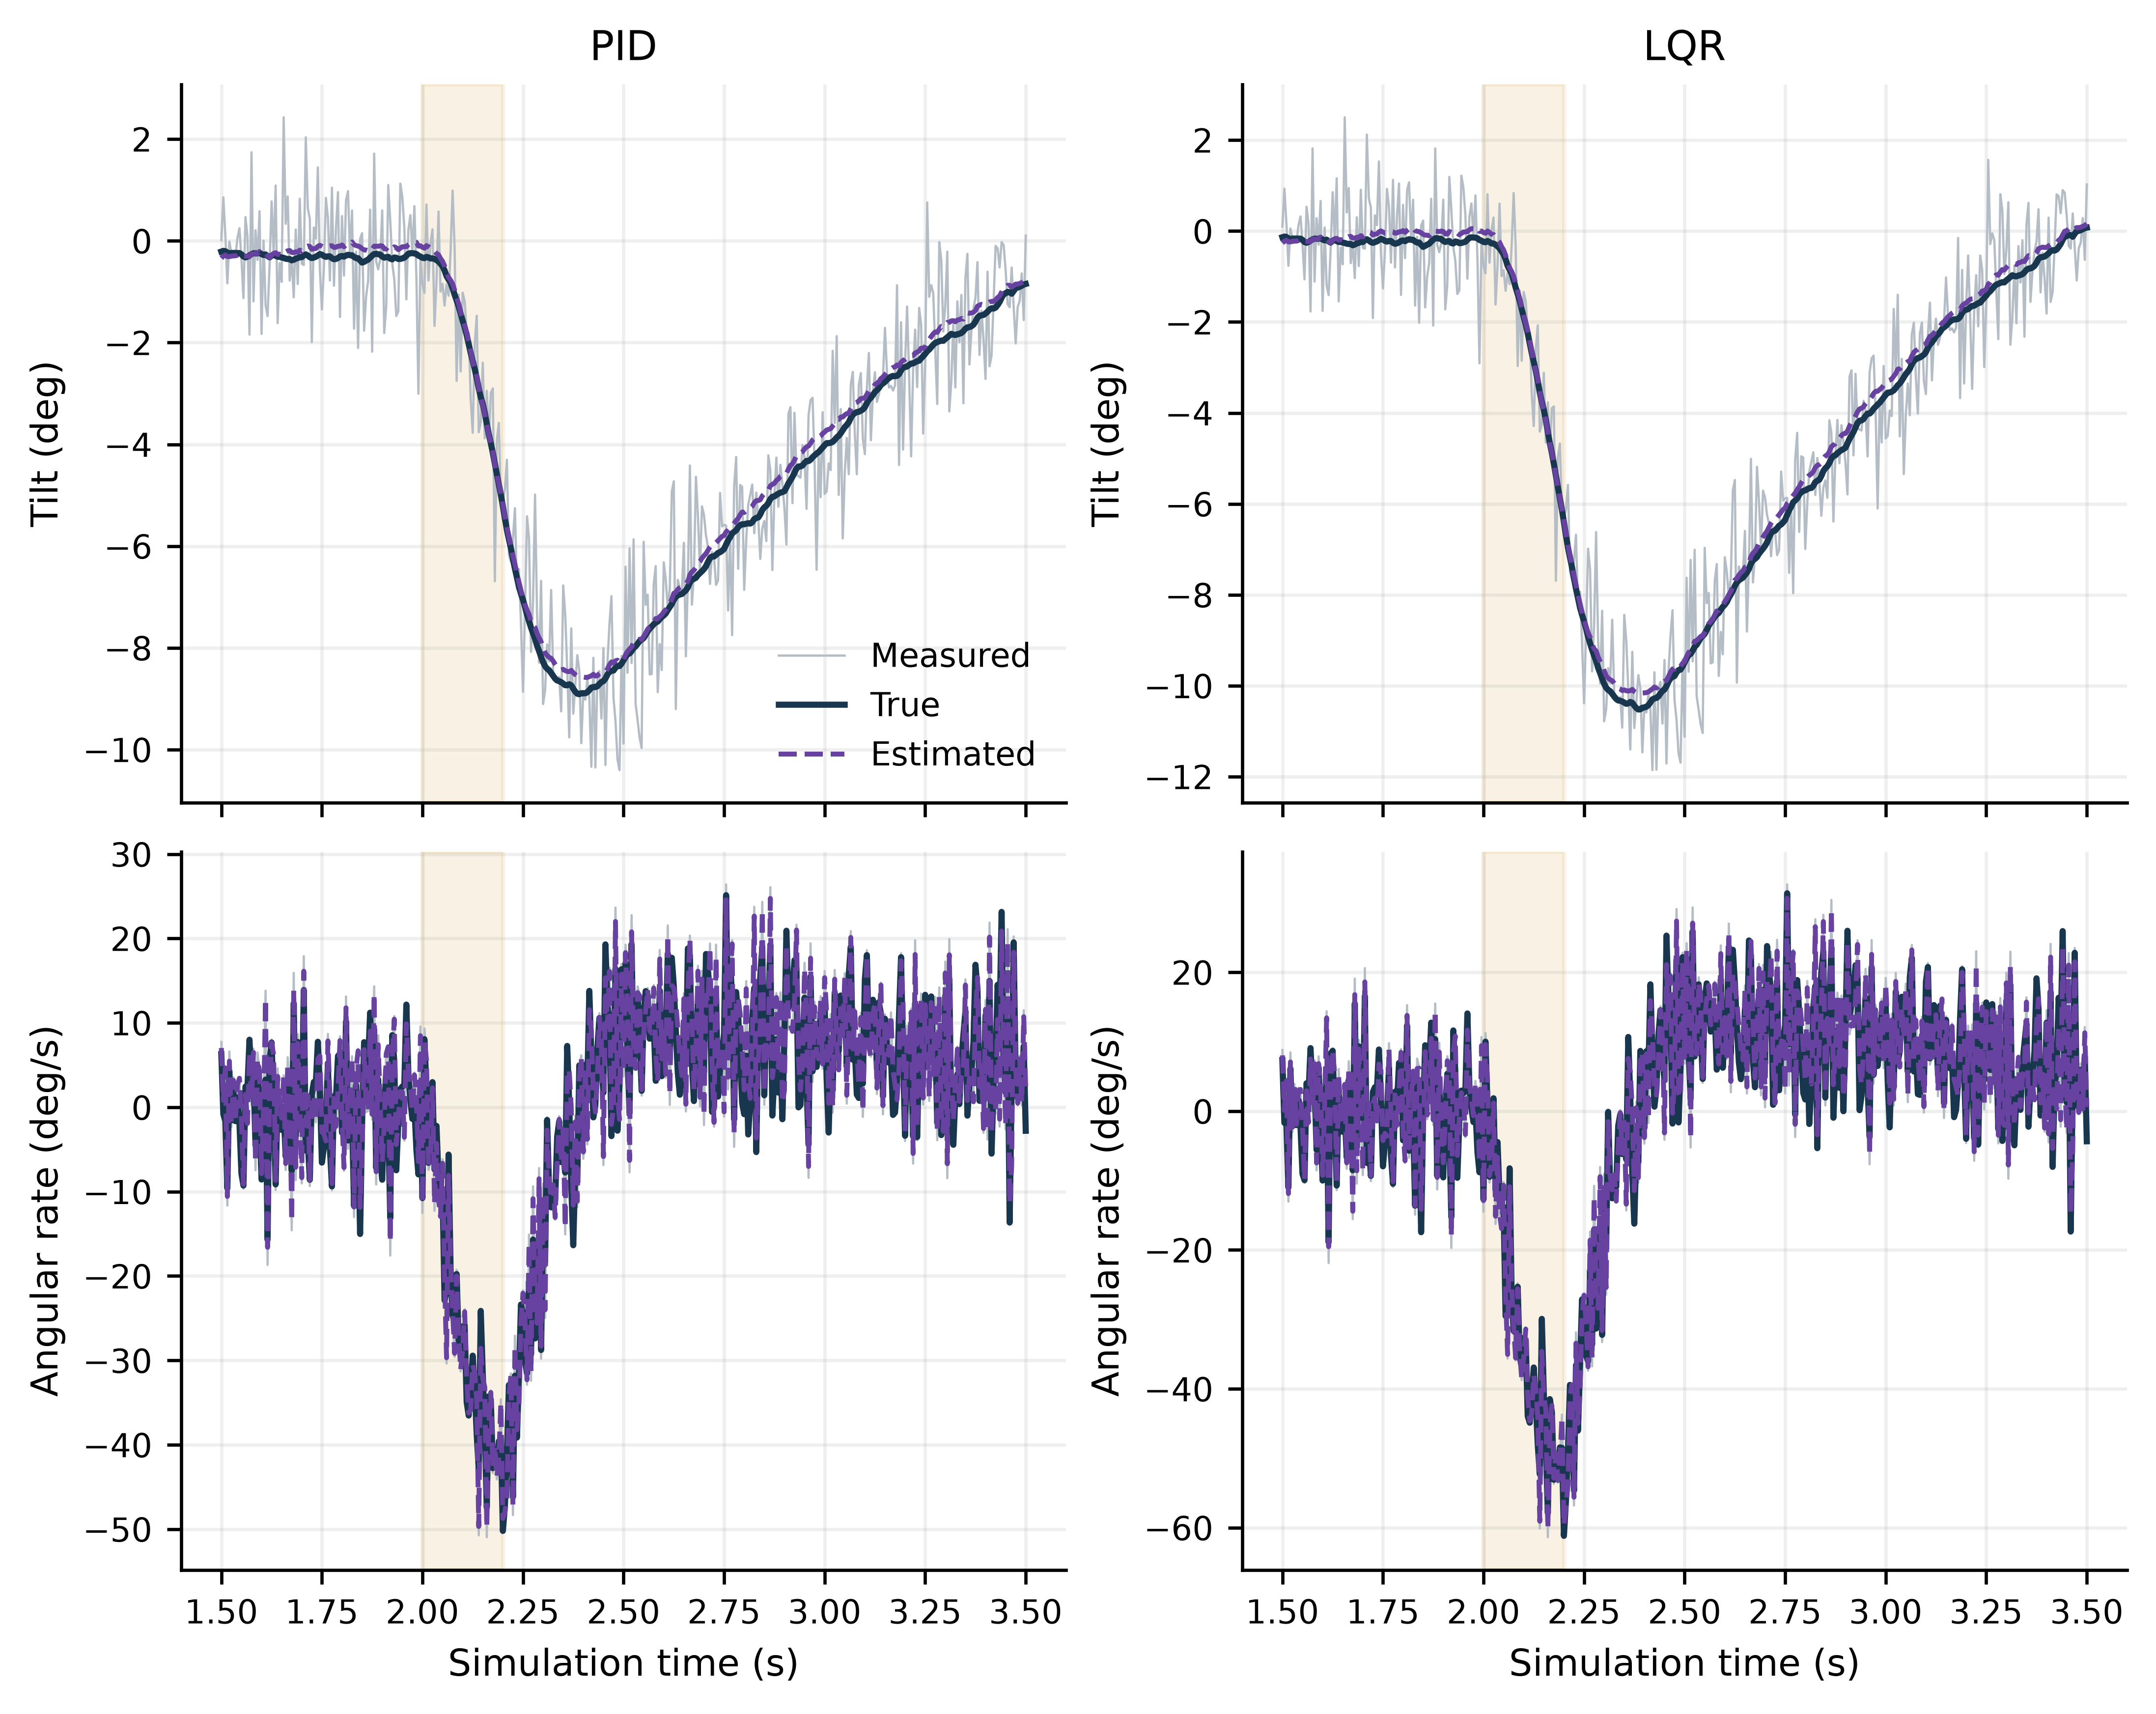 PID
LQR
2
0
−2
−4
−6
−8
−10
Tilt (deg)
Measured
True
Estimated
2
0
−2
−4
−6
−8
−10
−12
Tilt (deg)
30
20
10
0
−10
−20
−30
−40
−50
Angular rate (deg/s)
1.50 1.75 2.00 2.25 2.50 2.75 3.00 3.25 3.50
Simulation time (s)
20
0
−20
−40
−60
Angular rate (deg/s)
1.50 1.75 2.00 2.25 2.50 2.75 3.00 3.25 3.50
Simulation time (s)